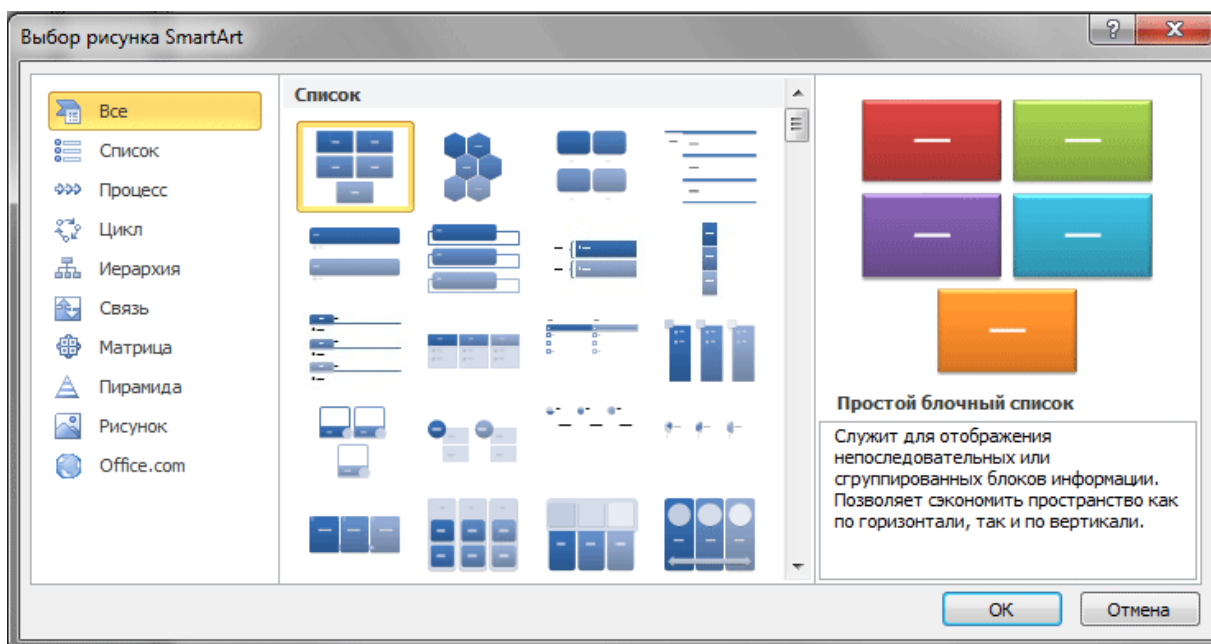 Выбор рисунка SmartArt
Все
Список
Процесс
Цикл
Иерархия
Связь
Матрица
Пирамида
Рисунок
Office.com
Список
Простой блочный список
Служит для отображения
непоследовательных или
сгруппированных блоков информации.
Позволяет сэкономить пространство как
по горизонтали, так и по вертикали.
ОК
Отмена